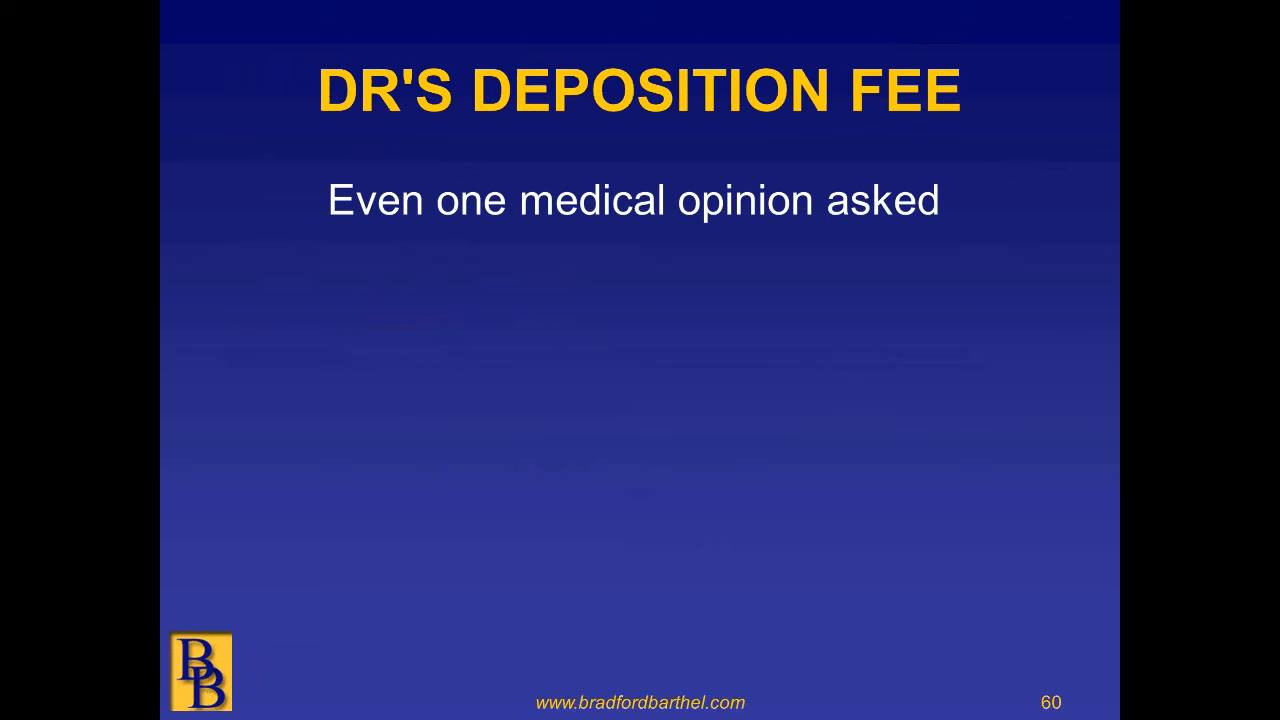 DR'S DEPOSITION FEE
Even one medical opinion asked
BB
www.bradfordbarthel.com
60